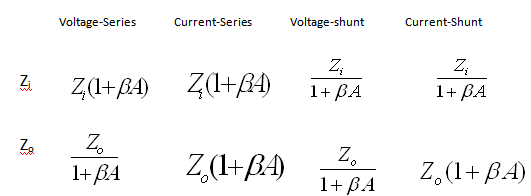 Voltage-Series Current-Series Voltage-shunt Current-Shunt
Zi Zi(1+βA) Zi(1+βA) Zi/1+βA Zi/1+βA
Zo Zo/1+βA Zo(1+βA) Zo/1+βA Zo(1+βA)